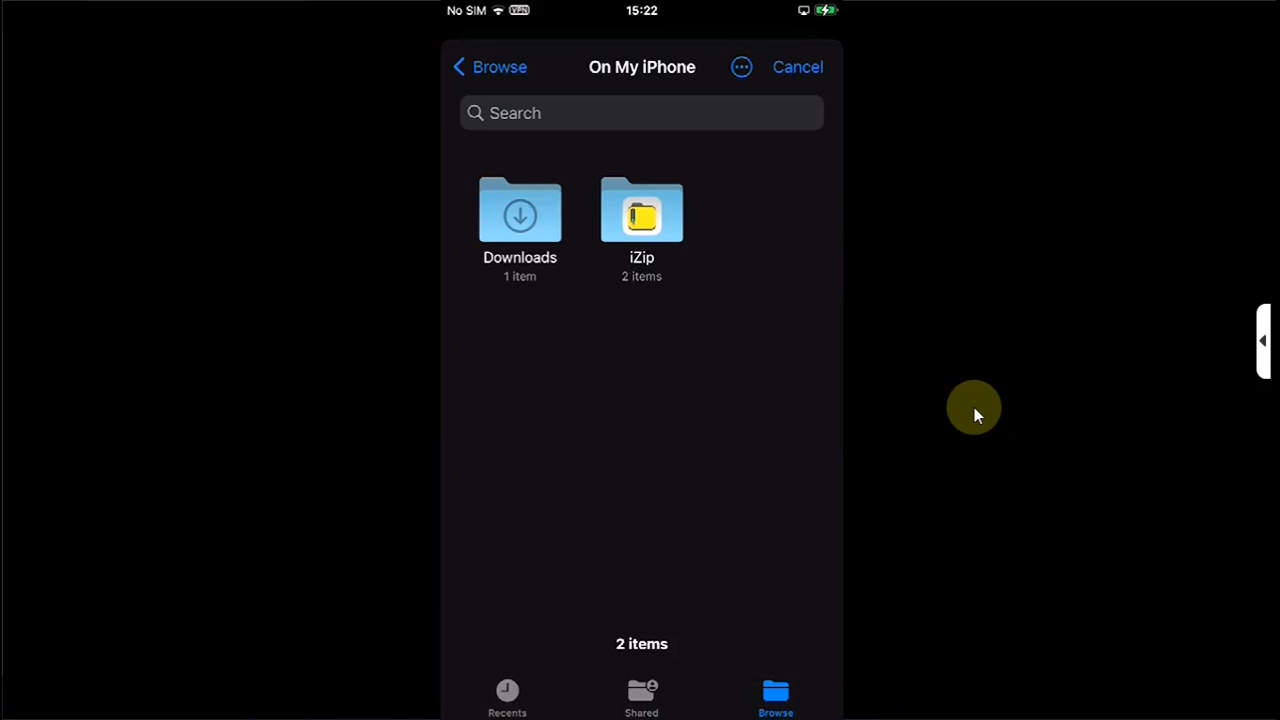 No SIM VPN 15:22
Browse On My iPhone Cancel
Search
Downloads iZip
1 item 2 items
2 items
Recents Shared Browse